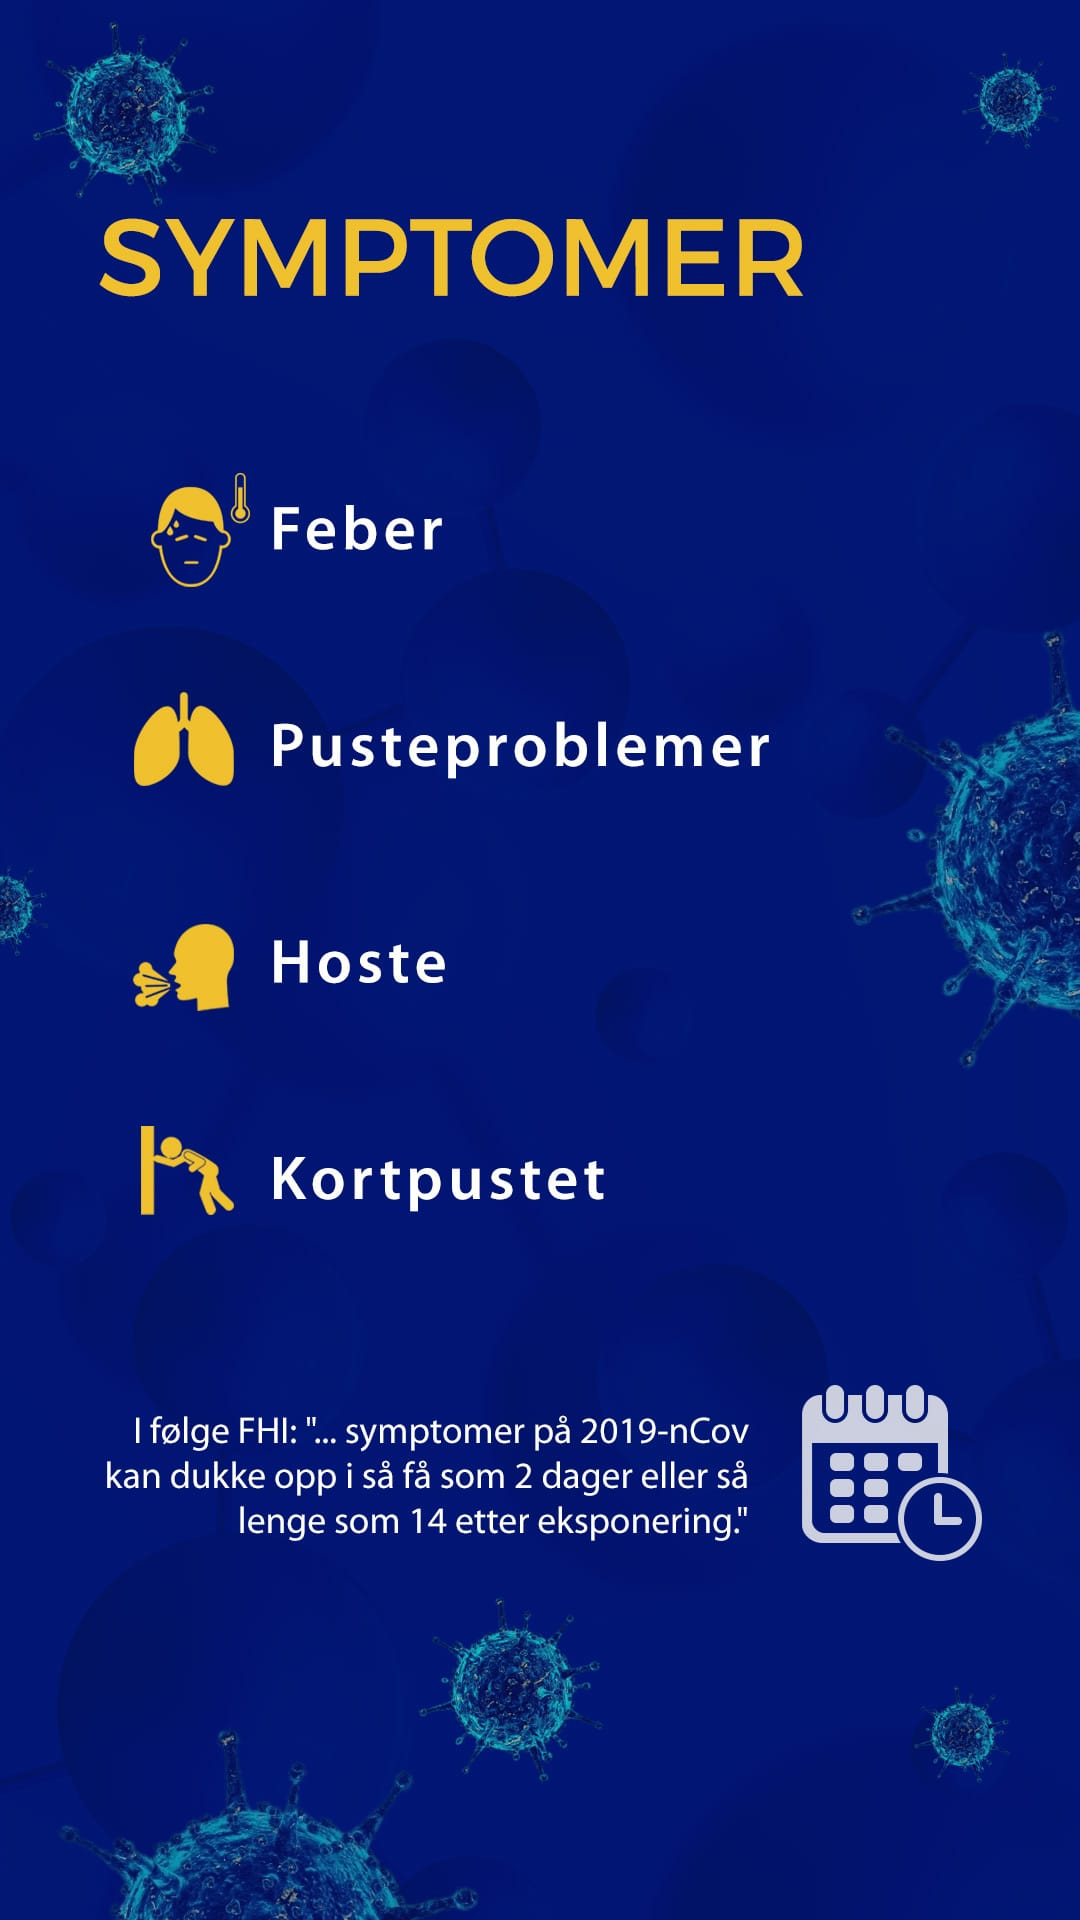 SYMPTOMER
Feber
Pusteproblemer
Hoste
Kortpustet
I følge FHI: "... symptomer på 2019-nCov
kan dukke opp i så få som 2 dager eller så
lenge som 14 etter eksponering."